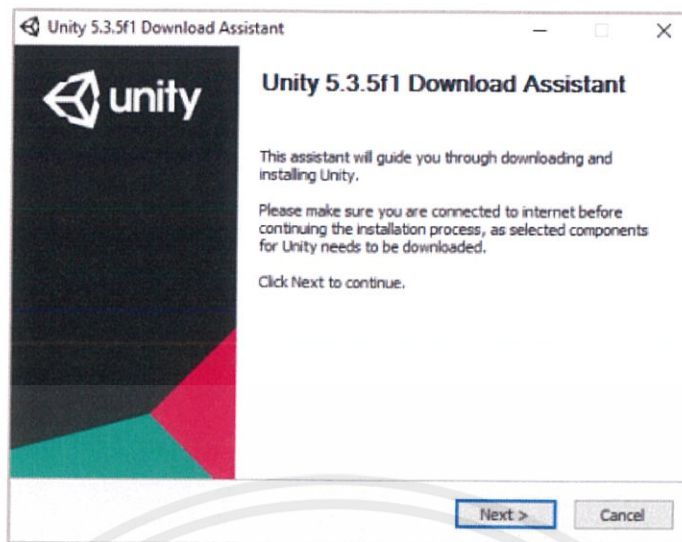 Unity 5.3.5f1 Download Assistant
unity
Unity 5.3.5f1 Download Assistant
This assistant will guide you through downloading and
installing Unity.
Please make sure you are connected to internet before
continuing the installation process, as selected components
for Unity needs to be downloaded.
Click Next to continue.
Next >
Cancel